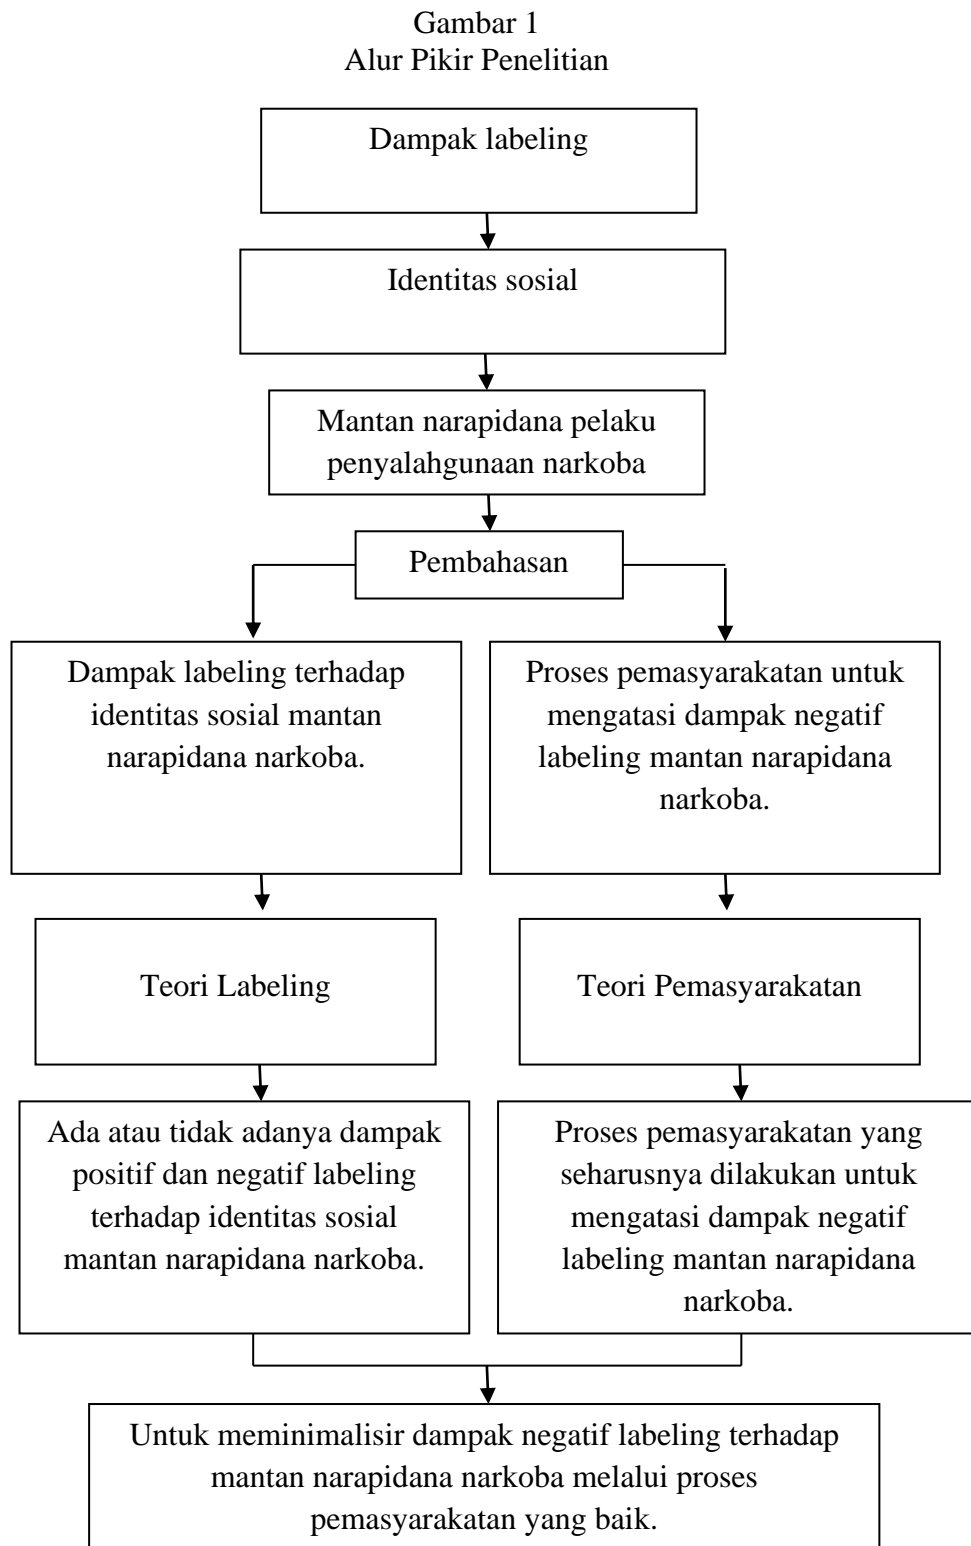 Gambar 1
Alur Pikir Penelitian
Dampak labeling
Identitas sosial
Mantan narapidana pelaku
penyalahgunaan narkoba
Pembahasan
Dampak labeling terhadap
identitas sosial mantan
narapidana narkoba.
Proses pemasyarakatan untuk
mengatasi dampak negatif
labeling mantan narapidana
narkoba.
Teori Labeling
Teori Pemasyarakatan
Ada atau tidak adanya dampak
positif dan negatif labeling
terhadap identitas sosial
mantan narapidana narkoba.
Proses pemasyarakatan yang
seharusnya dilakukan untuk
mengatasi dampak negatif
labeling mantan narapidana
narkoba.
Untuk meminimalisir dampak negatif labeling terhadap
mantan narapidana narkoba melalui proses
pemasyarakatan yang baik.